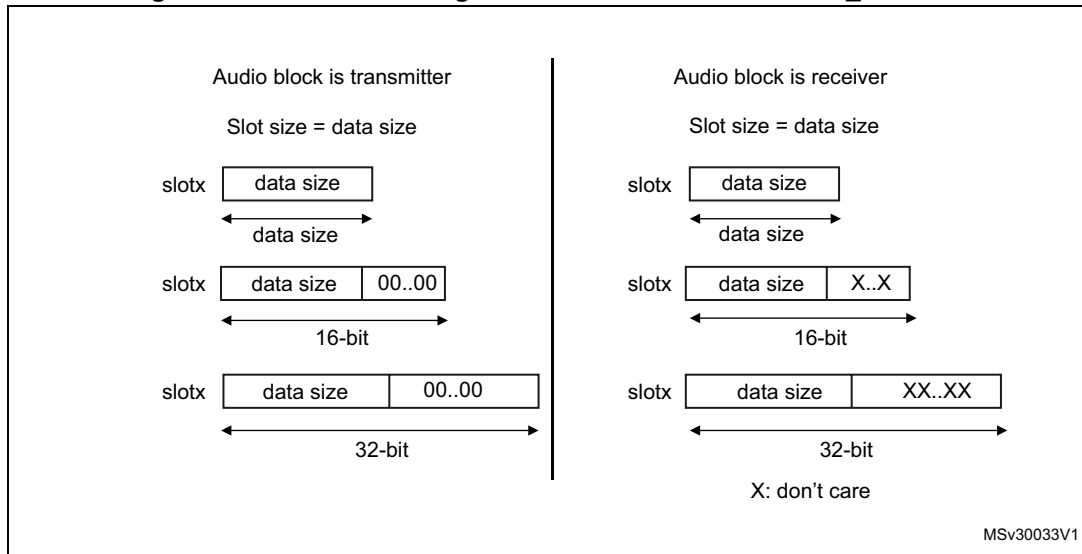 Audio block is transmitter
Slot size = data size
slotx data size
data size
slotx data size 00..00
16-bit
slotx data size 00..00
32-bit
Audio block is receiver
Slot size = data size
slotx data size
data size
slotx data size X..X
16-bit
slotx data size XX..XX
32-bit
X: don't care
MSv30033V1